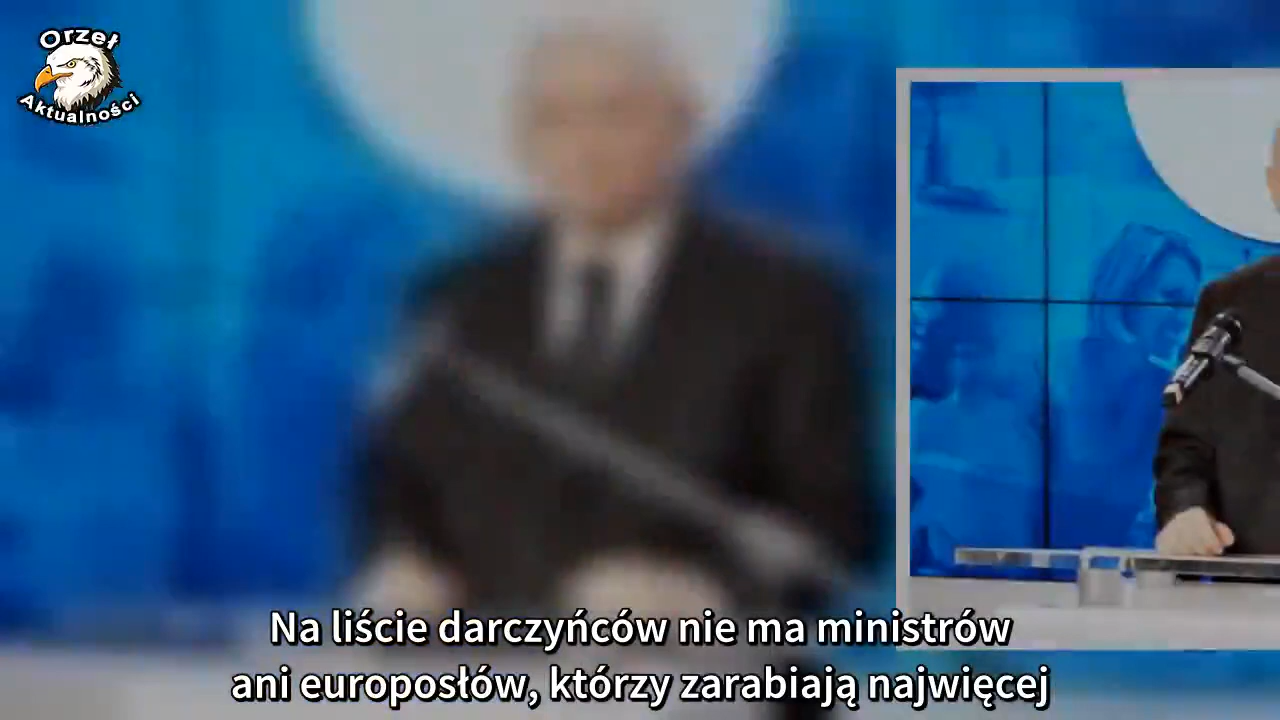 Orzeł
Aktualności
Na liście darczyńców nie ma ministrów
ani europosłów, którzy zarabiają najwięcej